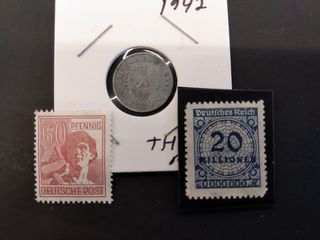 1942
+H
60
PFENNIG
DEUTSCHE POST
Deutsches Reich
20
MILLIONEN